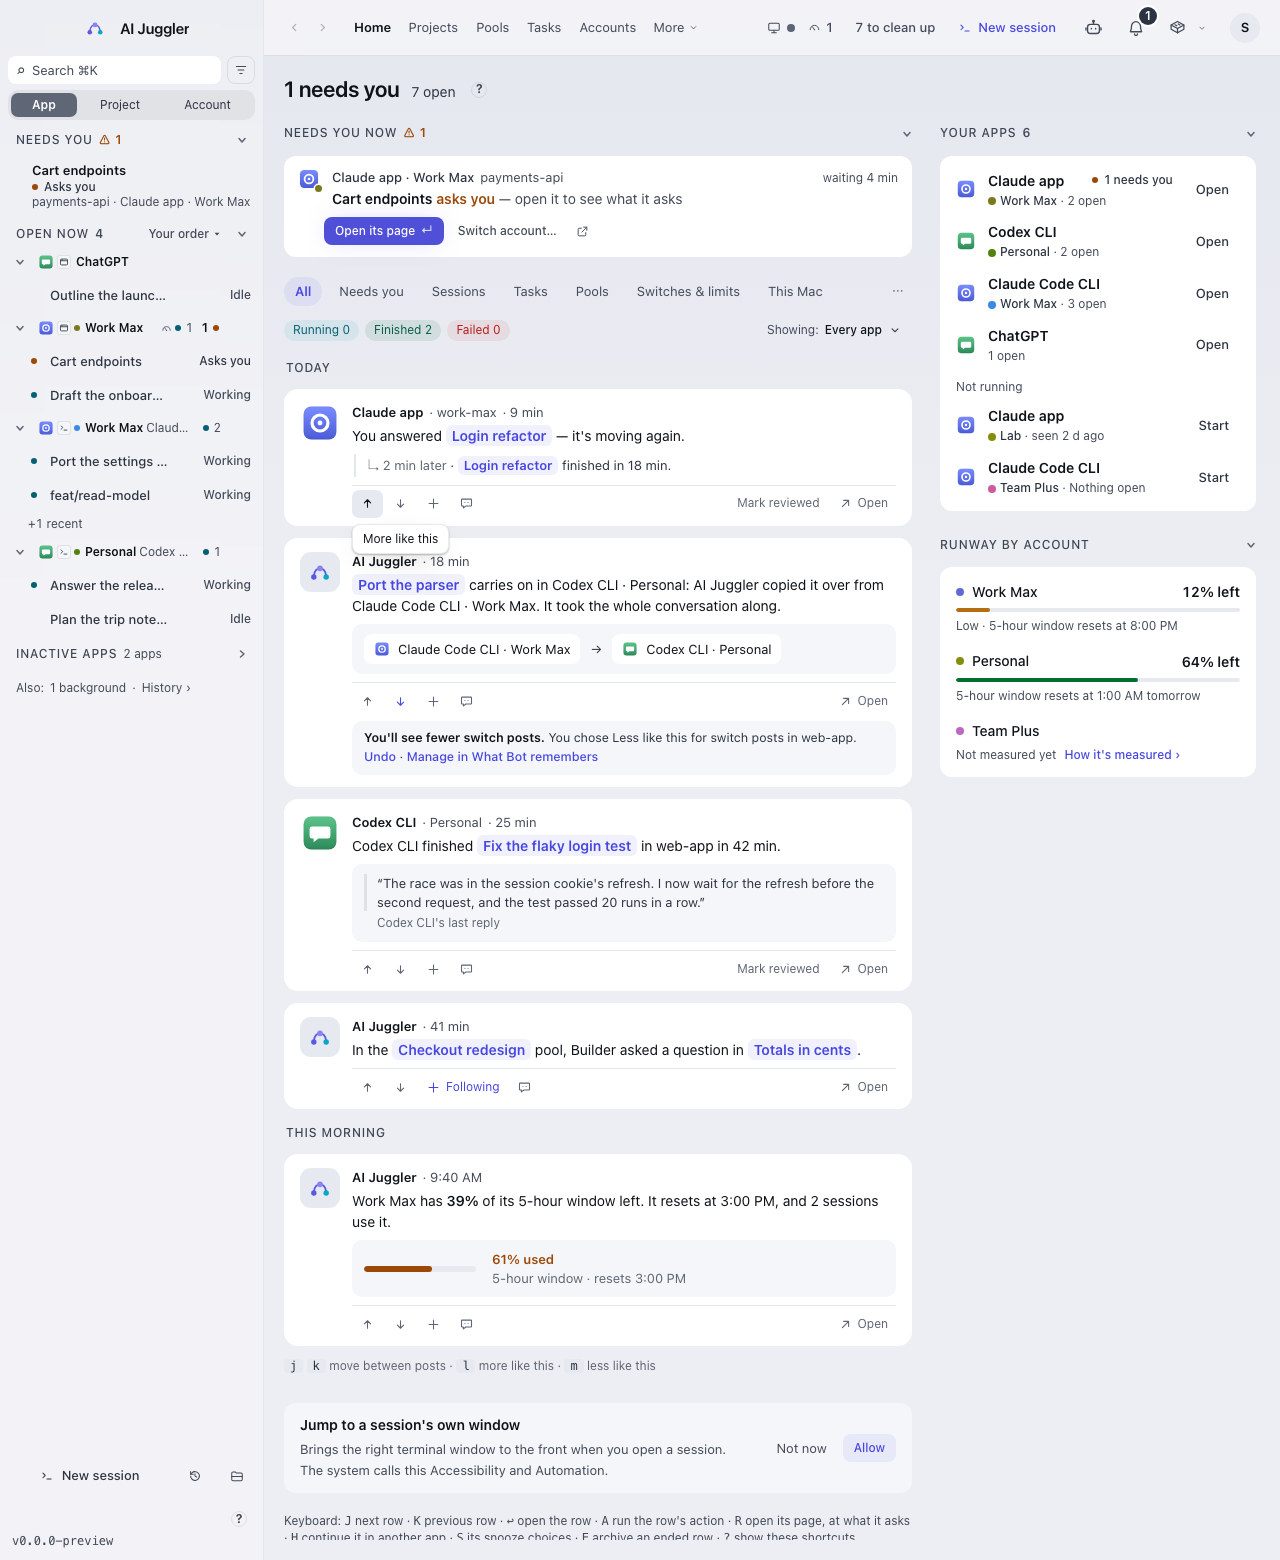 AI Juggler
Search ⌘K
App
Project
Account
NEEDS YOU 1
Cart endpoints
Asks you
payments-api · Claude app · Work Max
OPEN NOW 4
Your order
ChatGPT
Outline the launc...
Idle
Work Max 1 1
Cart endpoints
Asks you
Draft the onboar...
Working
Work Max Claud... 2
Port the settings ...
Working
feat/read-model
Working
+1 recent
Personal Codex ... 1
Answer the relea...
Working
Plan the trip note...
Idle
INACTIVE APPS 2 apps
Also: 1 background · History ›
New session
?
v0.0.0-preview
Home
Projects
Pools
Tasks
Accounts
More
1
7 to clean up
New session
1
S
1 needs you
7 open
?
NEEDS YOU NOW 1
Claude app · Work Max payments-api
waiting 4 min
Cart endpoints asks you — open it to see what it asks
Open its page ↵
Switch account...
All
Needs you
Sessions
Tasks
Pools
Switches & limits
This Mac
...
Running 0
Finished 2
Failed 0
Showing: Every app
TODAY
Claude app · work-max · 9 min
You answered Login refactor — it's moving again.
2 min later · Login refactor finished in 18 min.
Mark reviewed
Open
More like this
AI Juggler · 18 min
Port the parser carries on in Codex CLI · Personal: AI Juggler copied it over from
Claude Code CLI · Work Max. It took the whole conversation along.
Claude Code CLI · Work Max → Codex CLI · Personal
Open
You'll see fewer switch posts. You chose Less like this for switch posts in web-app.
Undo · Manage in What Bot remembers
Codex CLI · Personal · 25 min
Codex CLI finished Fix the flaky login test in web-app in 42 min.
“The race was in the session cookie's refresh. I now wait for the refresh before the
second request, and the test passed 20 runs in a row.”
Codex CLI's last reply
Mark reviewed
Open
AI Juggler · 41 min
In the Checkout redesign pool, Builder asked a question in Totals in cents.
Following
Open
THIS MORNING
AI Juggler · 9:40 AM
Work Max has 39% of its 5-hour window left. It resets at 3:00 PM, and 2 sessions
use it.
61% used
5-hour window · resets 3:00 PM
Open
j k move between posts · l more like this · m less like this
Jump to a session's own window
Brings the right terminal window to the front when you open a session.
The system calls this Accessibility and Automation.
Not now
Allow
Keyboard: J next row · K previous row · ↩ open the row · A run the row's action · R open its page, at what it asks
· H continue it in another app · S its snooze choices · E archive an ended row · ? show these shortcuts
YOUR APPS 6
Claude app
1 needs you
Work Max · 2 open
Open
Codex CLI
Personal · 2 open
Open
Claude Code CLI
Work Max · 3 open
Open
ChatGPT
1 open
Open
Not running
Claude app
Lab · seen 2 d ago
Start
Claude Code CLI
Team Plus · Nothing open
Start
RUNWAY BY ACCOUNT
Work Max
12% left
Low · 5-hour window resets at 8:00 PM
Personal
64% left
5-hour window resets at 1:00 AM tomorrow
Team Plus
Not measured yet How it's measured ›